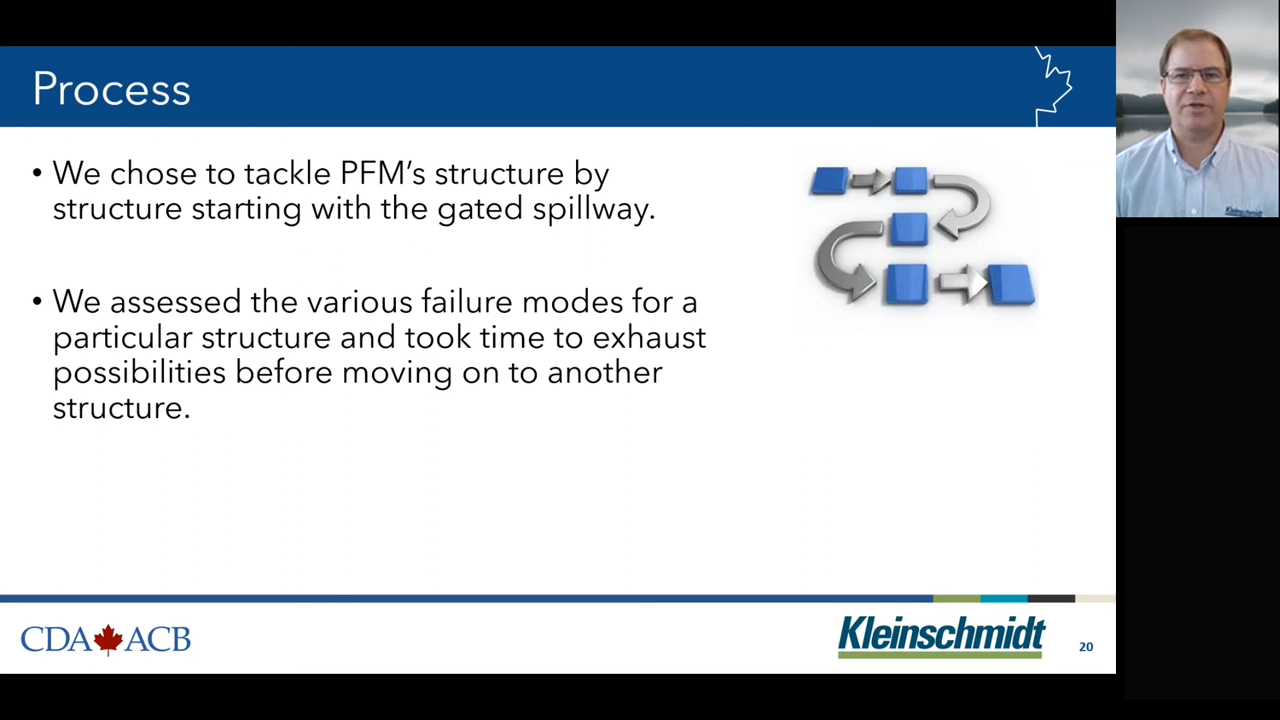 Process
• We chose to tackle PFM’s structure by
structure starting with the gated spillway.
• We assessed the various failure modes for a
particular structure and took time to exhaust
possibilities before moving on to another
structure.
CDA ACB
Kleinschmidt
20
Kleinschmidt